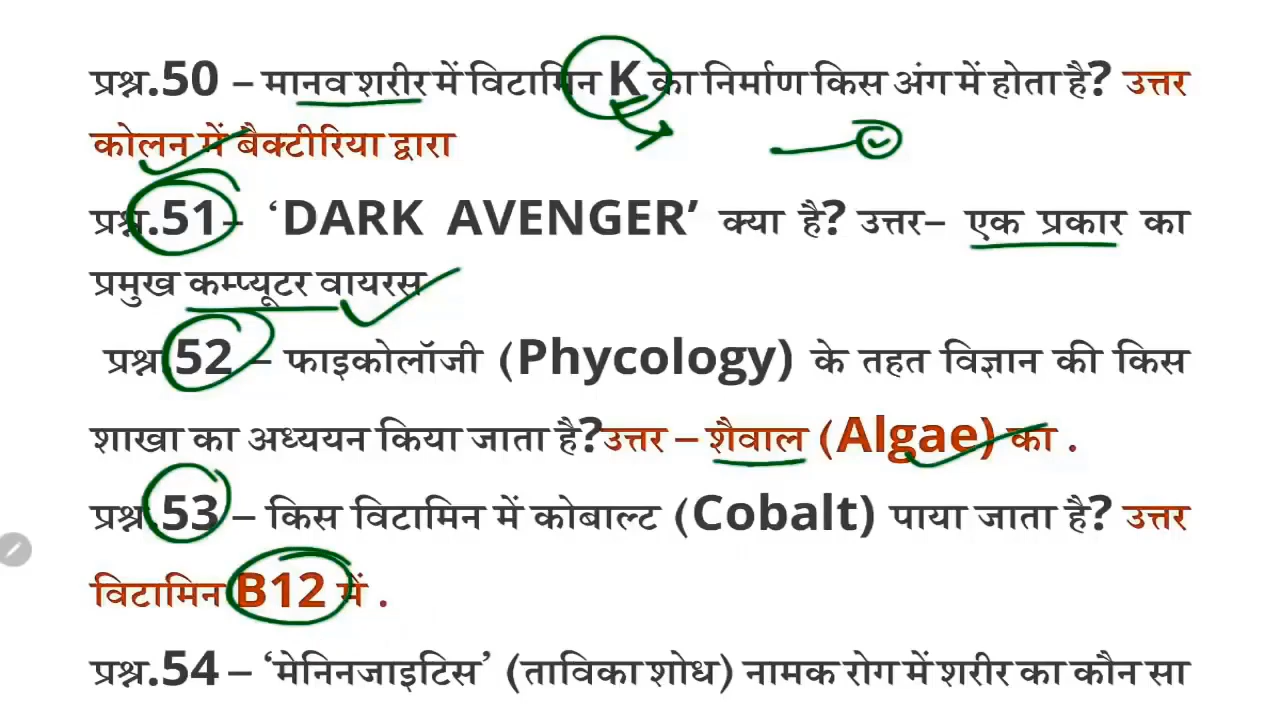 प्रश्न.50 – मानव शरीर में विटामिन K का निर्माण किस अंग में होता है? उत्तर
कोलन में बैक्टीरिया द्वारा
प्रश्न.51– ‘DARK AVENGER’ क्या है? उत्तर– एक प्रकार का
प्रमुख कम्प्यूटर वायरस
प्रश्न.52 – फाइकोलॉजी (Phycology) के तहत विज्ञान की किस
शाखा का अध्ययन किया जाता है?उत्तर – शैवाल (Algae) का .
प्रश्न.53 – किस विटामिन में कोबाल्ट (Cobalt) पाया जाता है? उत्तर
विटामिन B12 में .
प्रश्न.54 – ‘मेनिनजाइटिस’ (ताविका शोध) नामक रोग में शरीर का कौन सा